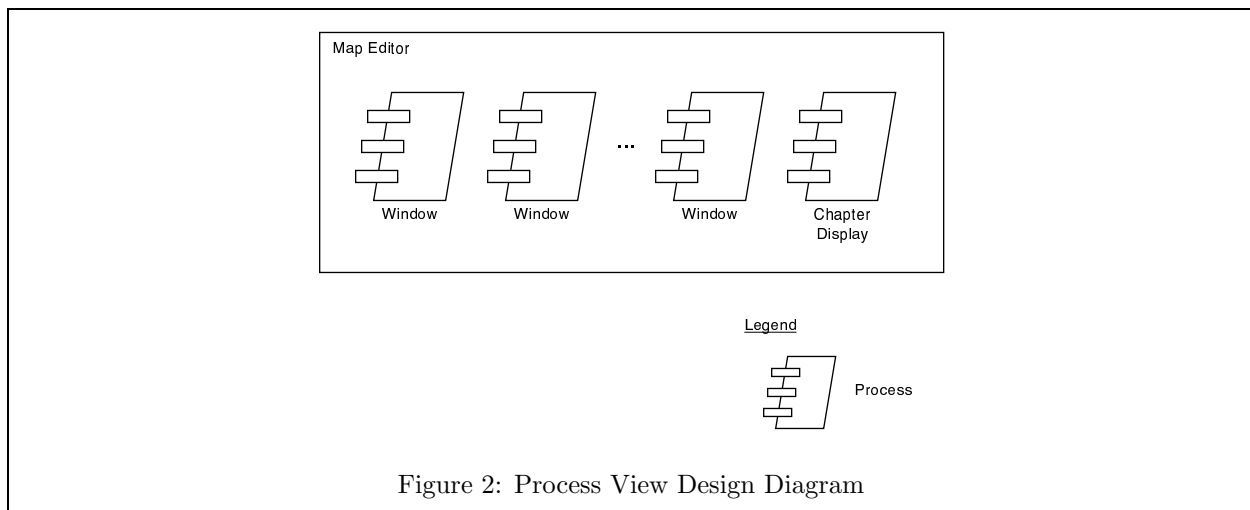 Map Editor
...
Window
Window
Window
Chapter
Display
Legend
Process
Figure 2: Process View Design Diagram